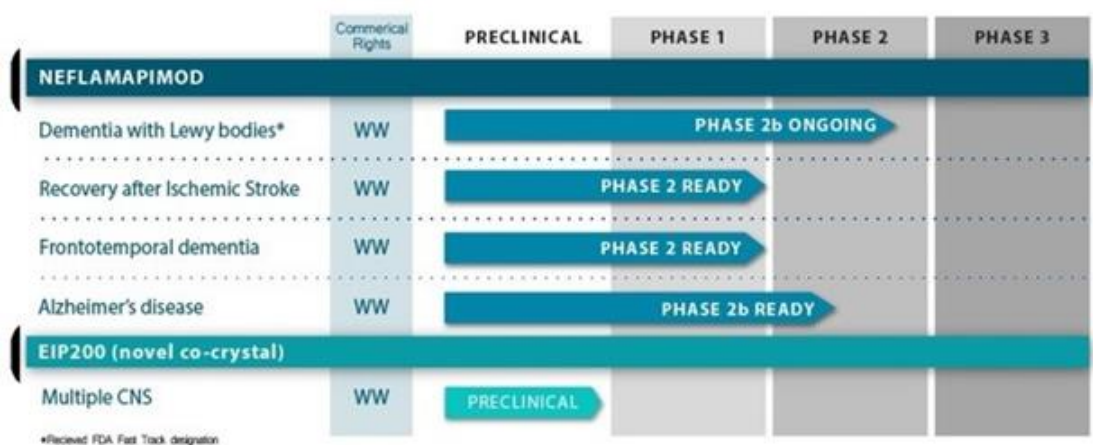 Commerical
Rights
PRECLINICAL PHASE 1 PHASE 2 PHASE 3
NEFLAMAPIMOD
Dementia with Lewy bodies* WW PHASE 2b ONGOING
Recovery after Ischemic Stroke WW PHASE 2 READY
Frontotemporal dementia WW PHASE 2 READY
Alzheimer's disease WW PHASE 2b READY
EIP200 (novel co-crystal)
Multiple CNS WW PRECLINICAL
*Recieved FDA Fast Track designation